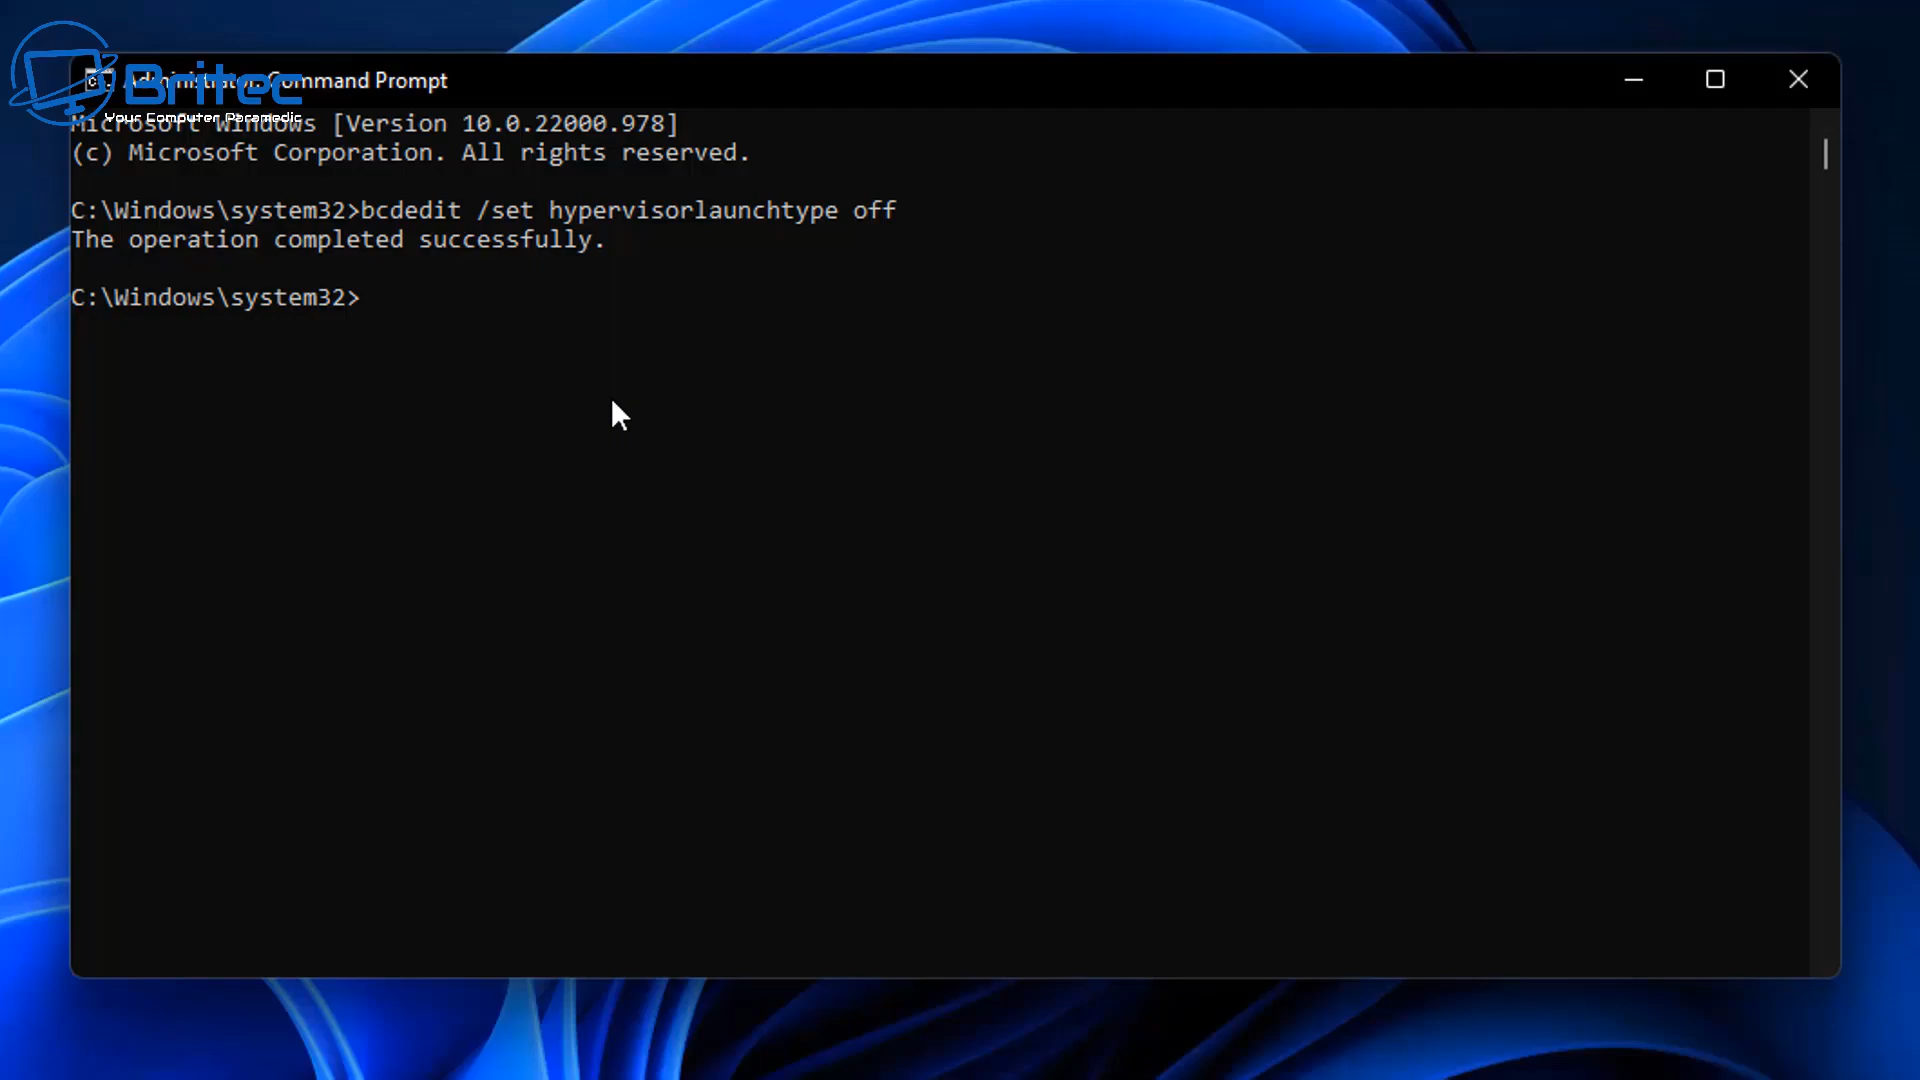 Britec
Your Computer Paramedic
Administrator: Command Prompt
Microsoft Windows [Version 10.0.22000.978]
(c) Microsoft Corporation. All rights reserved.
C:\Windows\system32>bcdedit /set hypervisorlaunchtype off
The operation completed successfully.
C:\Windows\system32>